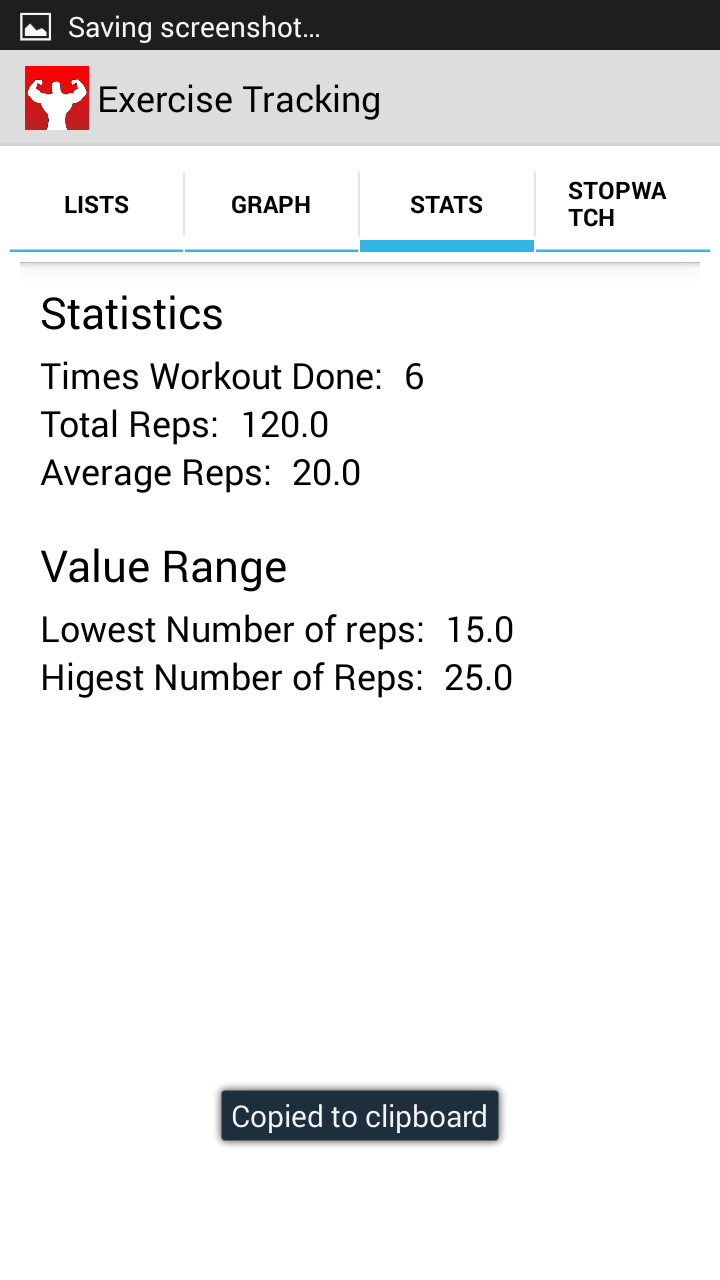 Saving screenshot...
Exercise Tracking
LISTS
GRAPH
STATS
STOPWA
TCH
Statistics
Times Workout Done: 6
Total Reps: 120.0
Average Reps: 20.0
Value Range
Lowest Number of reps: 15.0
Higest Number of Reps: 25.0
Copied to clipboard